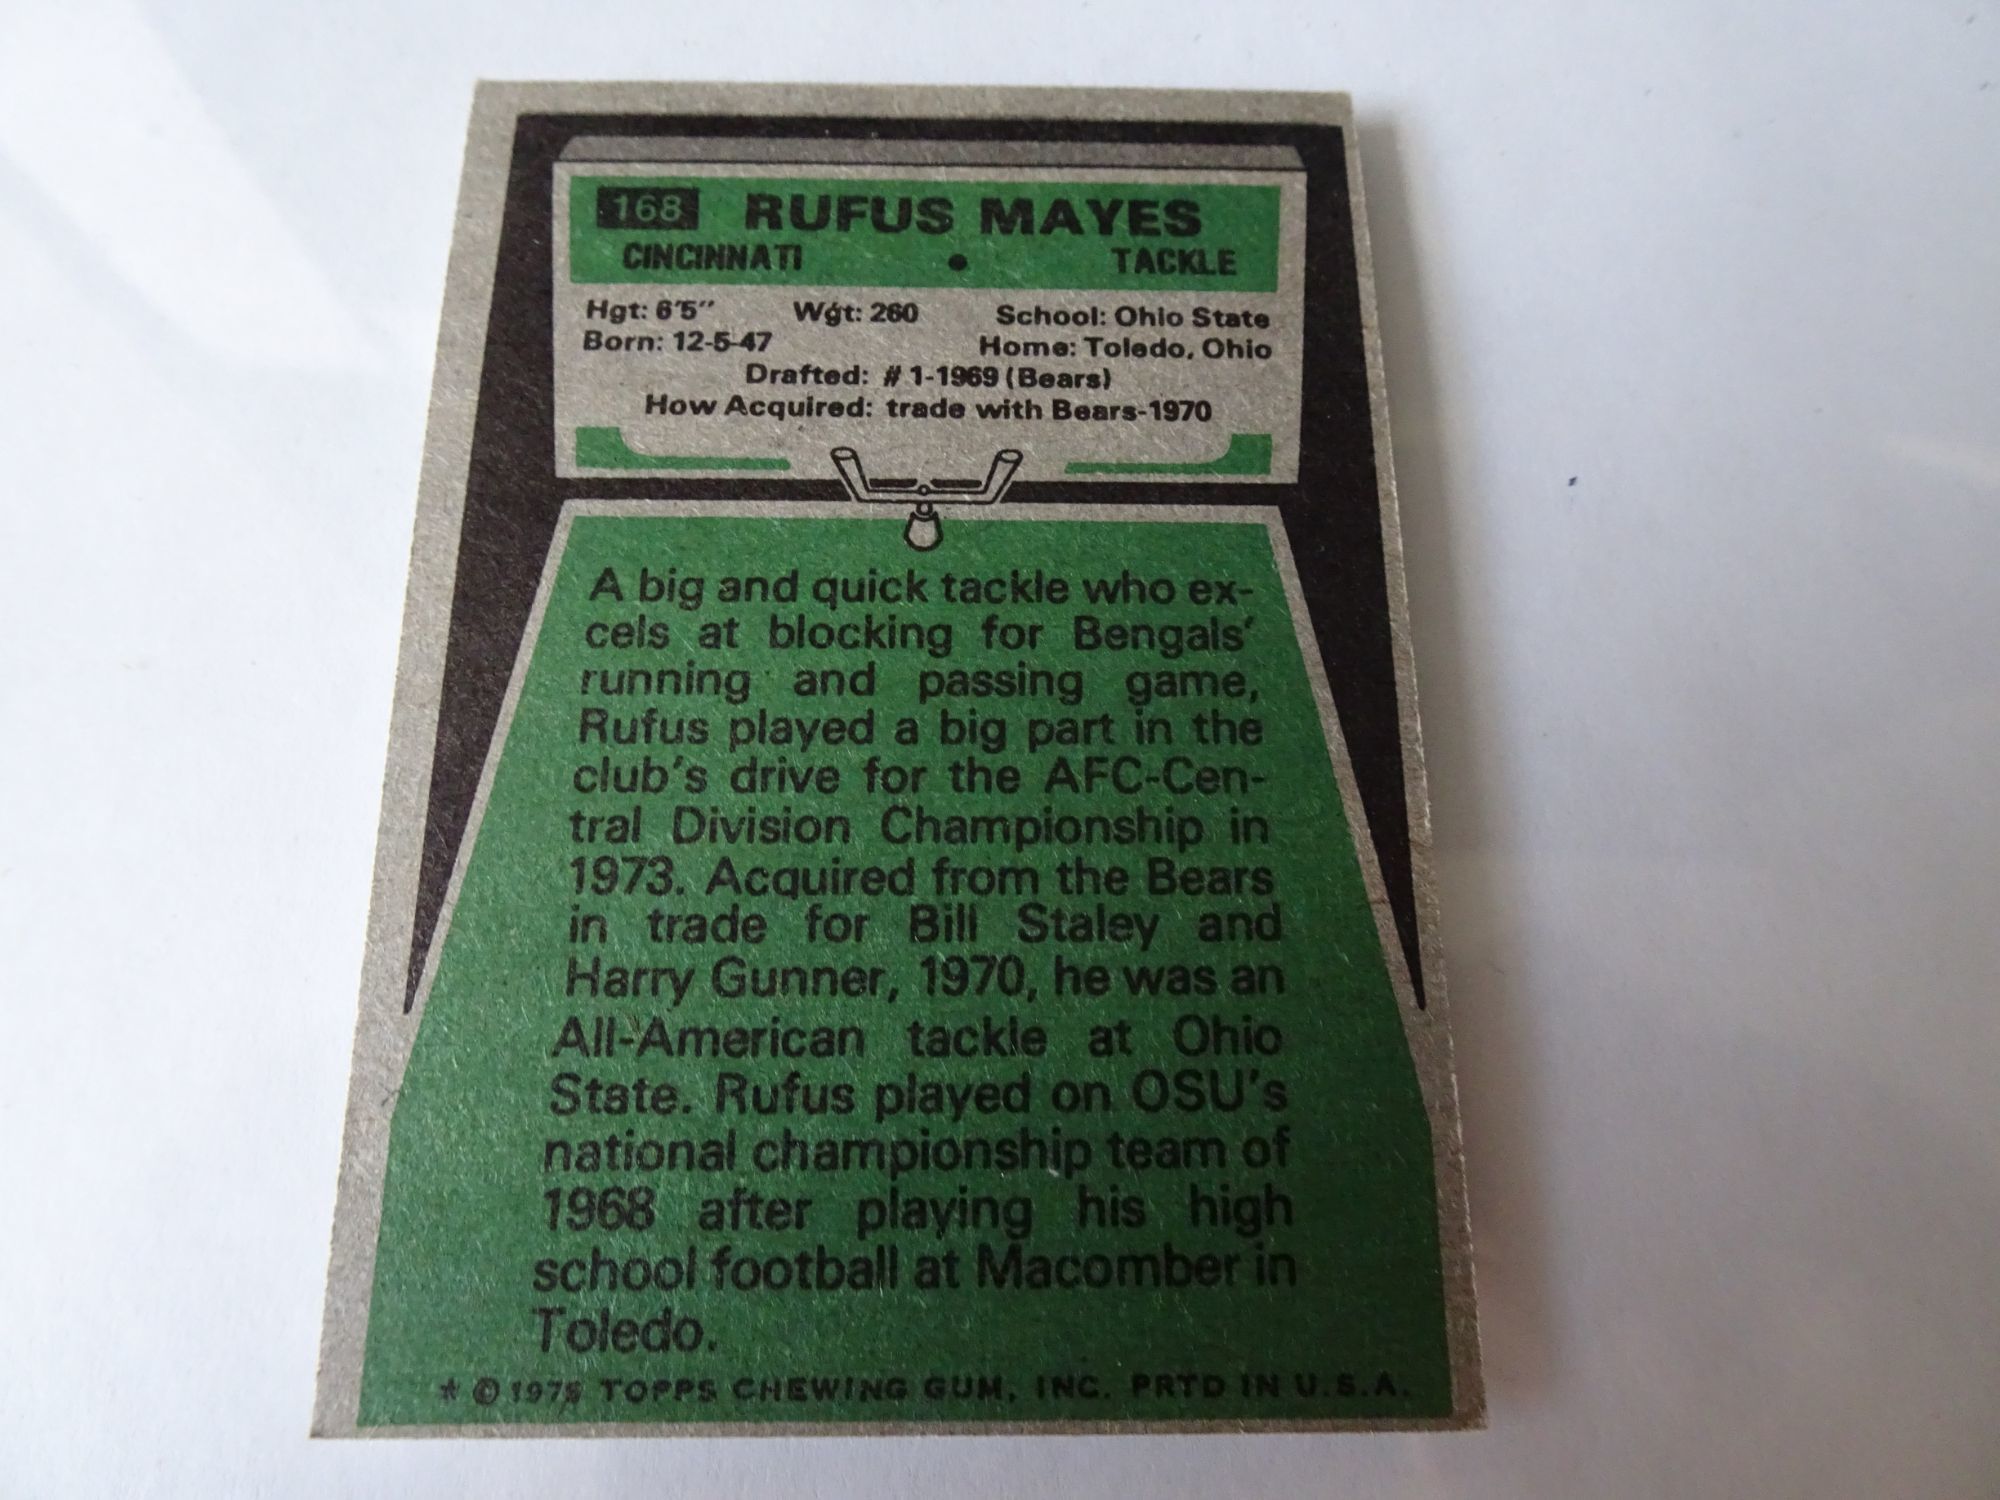 168 RUFUS MAYES
CINCINNATI • TACKLE
Hgt: 6'5" Wgt: 260 School: Ohio State
Born: 12-5-47 Home: Toledo, Ohio
Drafted: # 1-1969 (Bears)
How Acquired: trade with Bears-1970
A big and quick tackle who ex-
cels at blocking for Bengals'
running and passing game,
Rufus played a big part in the
club's drive for the AFC-Cen-
tral Division Championship in
1973. Acquired from the Bears
in trade for Bill Staley and
Harry Gunner, 1970, he was an
All-American tackle at Ohio
State. Rufus played on OSU's
national championship team of
1968 after playing his high
school football at Macomber in
Toledo.
* © 1975 TOPPS CHEWING GUM, INC. PRTD IN U.S.A.